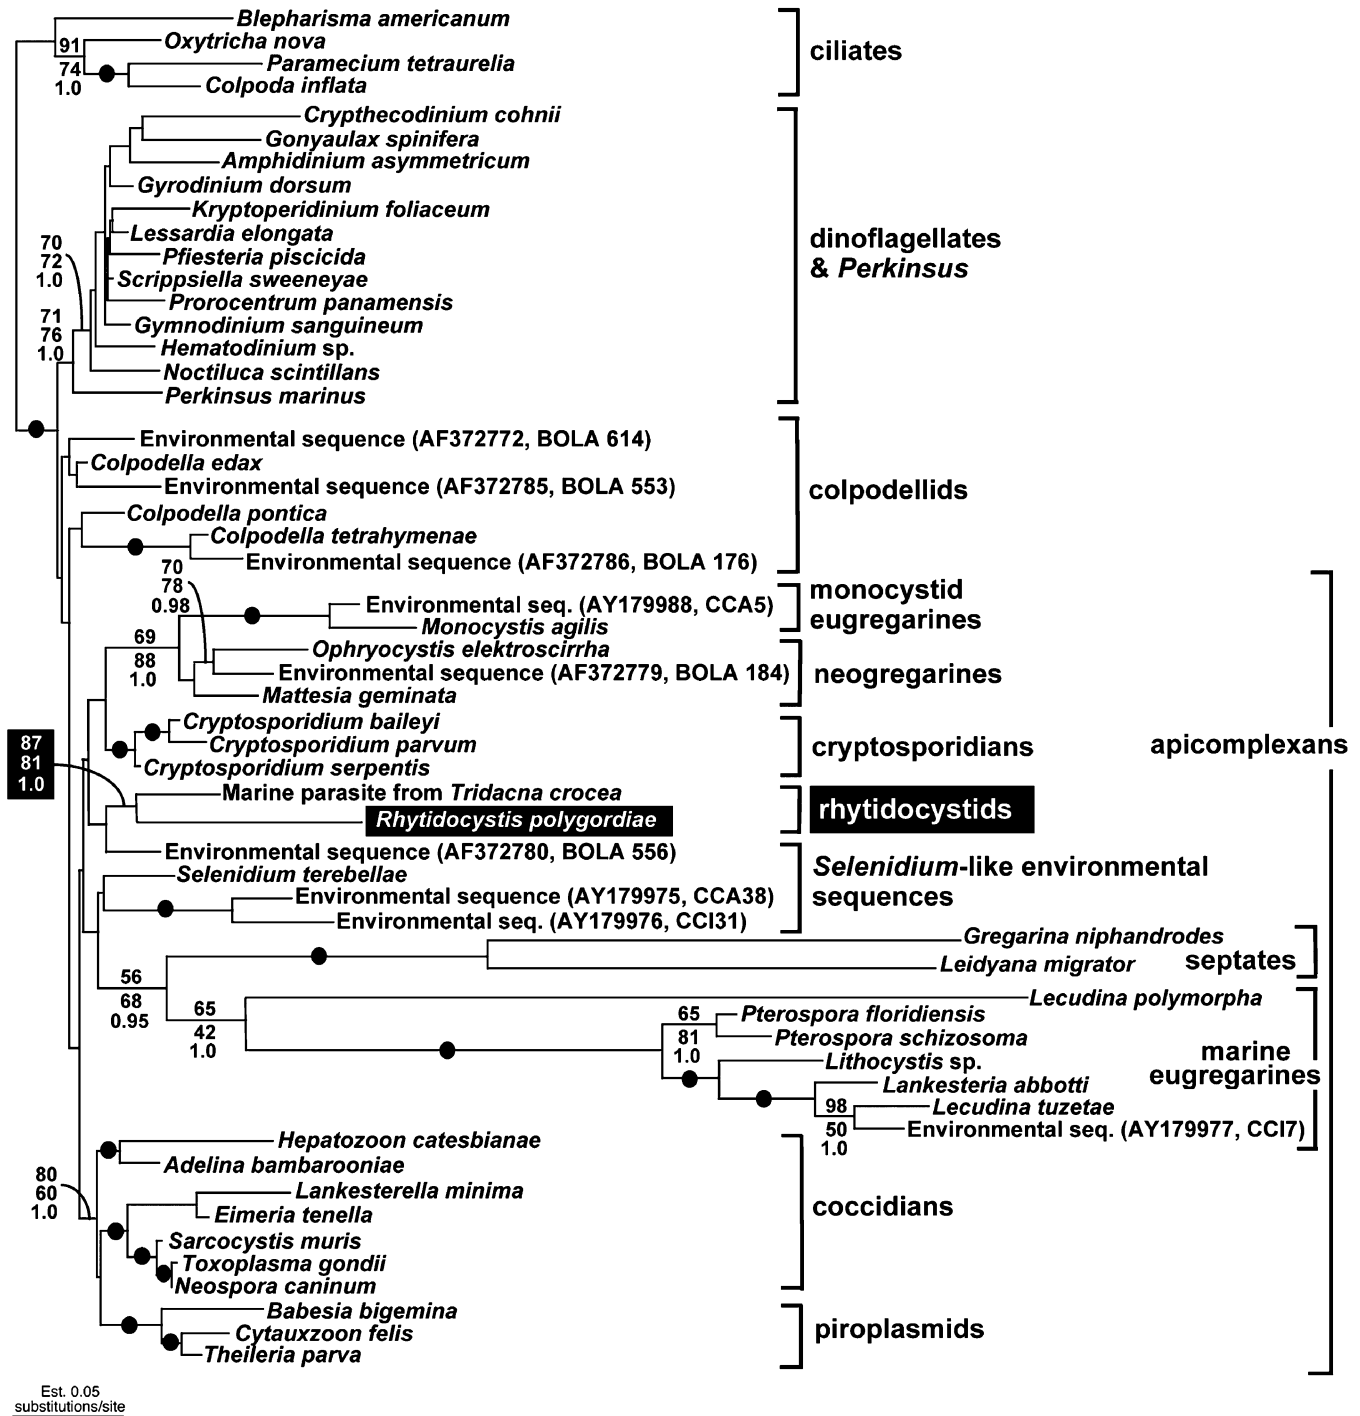 Blepharisma americanum
Oxytricha nova
Paramecium tetraurelia
Colpoda inflata
91
74
1.0
ciliates
Crypthecodinium cohnii
Gonyaulax spinifera
Amphidinium asymmetricum
Gyrodinium dorsum
Kryptoperidinium foliaceum
Lessardia elongata
Pfiesteria piscicida
Scrippsiella sweeneyae
Prorocentrum panamensis
Gymnodinium sanguineum
Hematodinium sp.
Noctiluca scintillans
Perkinsus marinus
70
72
1.0
71
76
1.0
dinoflagellates
& Perkinsus
Environmental sequence (AF372772, BOLA 614)
Colpodella edax
Environmental sequence (AF372785, BOLA 553)
Colpodella pontica
Colpodella tetrahymenae
Environmental sequence (AF372786, BOLA 176)
colpodellids
70
78
0.98
Environmental seq. (AY179988, CCA5)
Monocystis agilis
monocystid
eugregarines
69
88
1.0
Ophryocystis elektroscirrha
Environmental sequence (AF372779, BOLA 184)
Mattesia geminata
neogregarines
Cryptosporidium baileyi
Cryptosporidium parvum
Cryptosporidium serpentis
cryptosporidians
apicomplexans
87
81
1.0
Marine parasite from Tridacna crocea
Rhytidocystis polygordiae
rhytidocystids
Environmental sequence (AF372780, BOLA 556)
Selenidium terebellae
Environmental sequence (AY179975, CCA38)
Environmental seq. (AY179976, CCI31)
Selenidium-like environmental
sequences
Gregarina niphandrodes
Leidyana migrator
septates
56
68
0.95
65
42
1.0
Lecudina polymorpha
65
81
1.0
Pterospora floridiensis
Pterospora schizosoma
Lithocystis sp.
Lankesteria abbotti
Lecudina tuzetae
Environmental seq. (AY179977, CCI7)
98
50
1.0
marine
eugregarines
Hepatozoon catesbianae
Adelina bambarooniae
80
60
1.0
Lankesterella minima
Eimeria tenella
Sarcocystis muris
Toxoplasma gondii
Neospora caninum
coccidians
Babesia bigemina
Cytauxzoon felis
Theileria parva
piroplasmids
Est. 0.05
substitutions/site